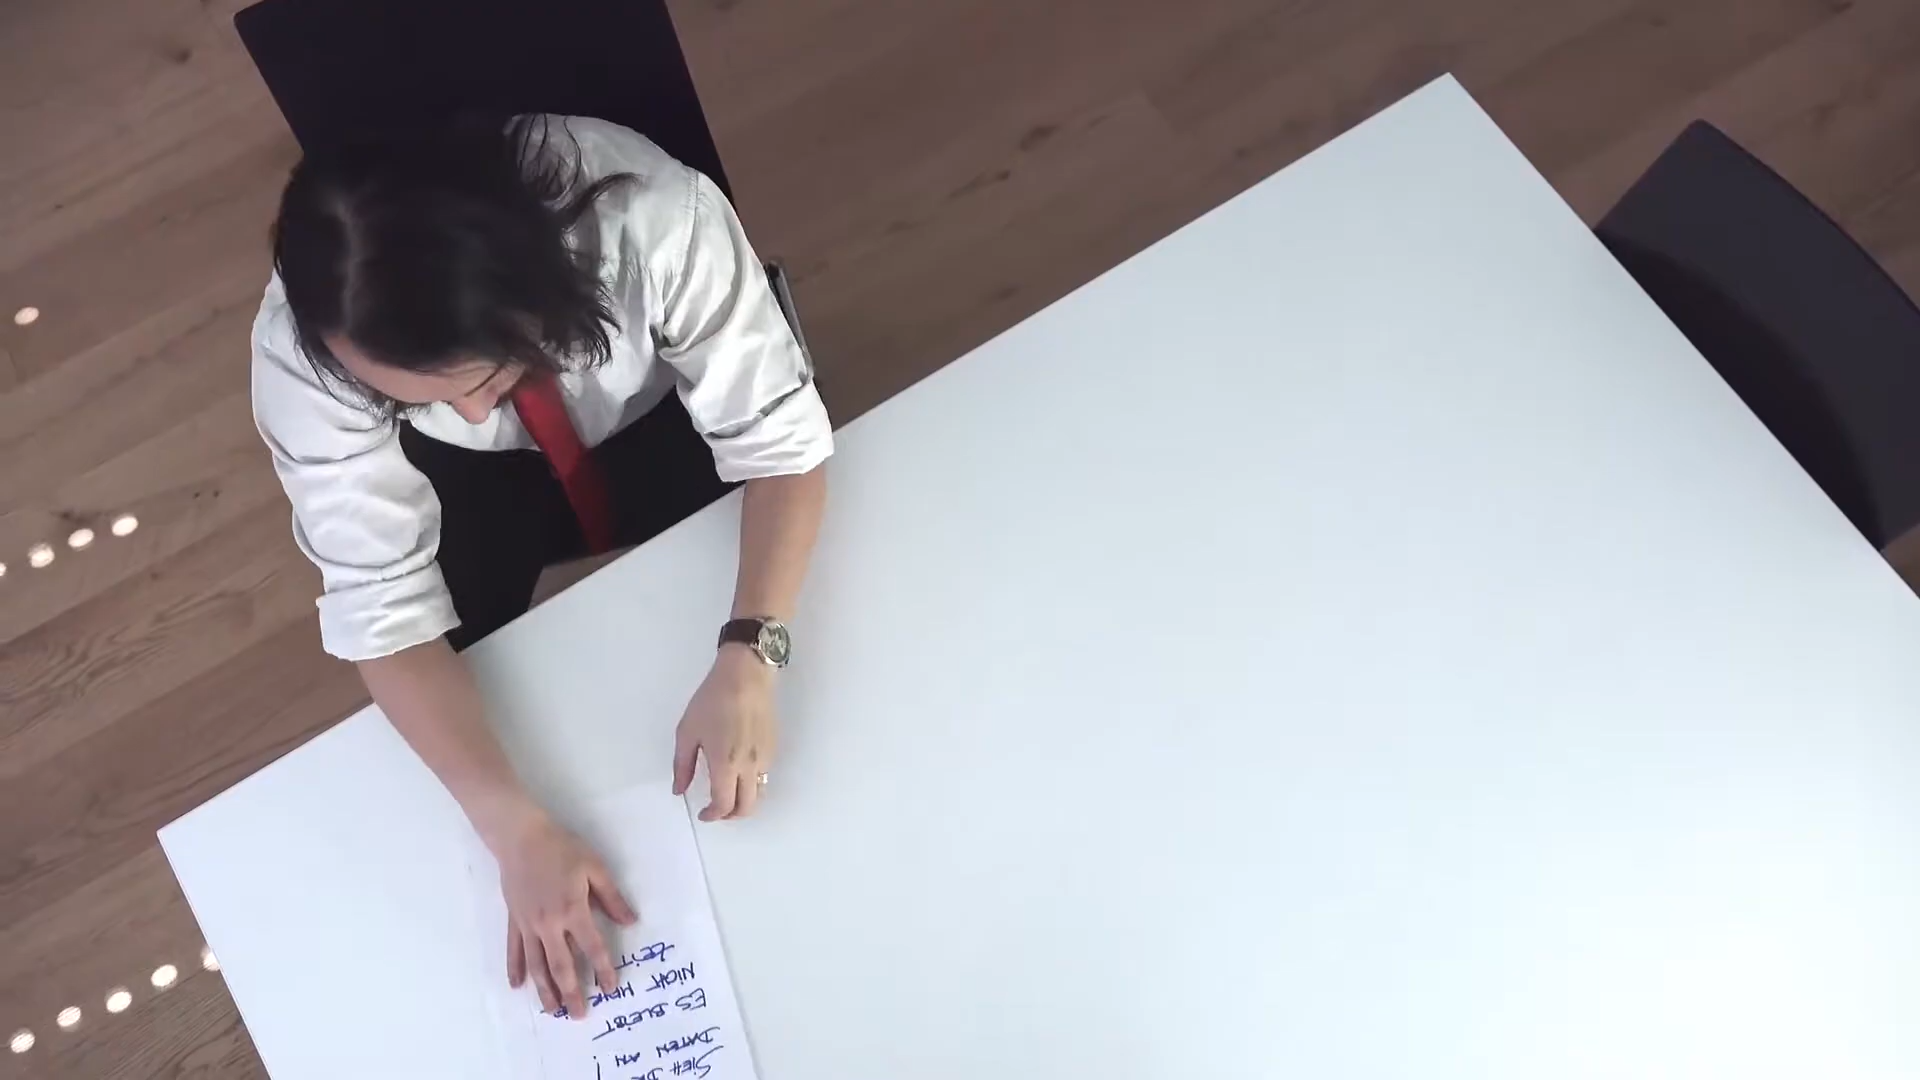 SIEH D
DATEN AN!
ES BLEIBT
NICHT MEHR
ZEIT